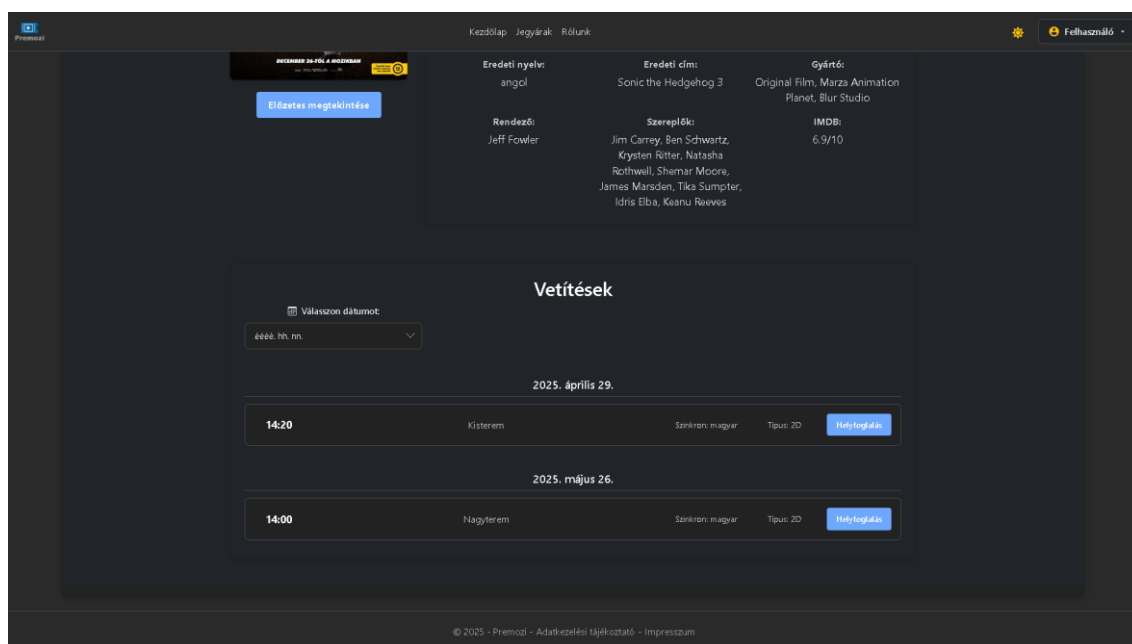 Premozi
Kezdőlap Jegyárak Rólunk
Felhasználó
DECEMBER 26-TÓL A MOZIKBAN
Előzetes megtekintése
Eredeti nyelv:
angol
Eredeti cím:
Sonic the Hedgehog 3
Gyártó:
Original Film, Marza Animation
Planet, Blur Studio
Rendező:
Jeff Fowler
Szereplők:
Jim Carrey, Ben Schwartz,
Krysten Ritter, Natasha
Rothwell, Shemar Moore,
James Marsden, Tika Sumpter,
Idris Elba, Keanu Reeves
IMDB:
6.9/10
Vetítések
Válasszon dátumot:
éééé. hh. nn.
2025. április 29.
14:20 Kisterem Szinkron: magyar Típus: 2D Helyfoglalás
2025. május 26.
14:00 Nagyterem Szinkron: magyar Típus: 2D Helyfoglalás
© 2025 - Premozi - Adatkezelési tájékoztató - Impresszum